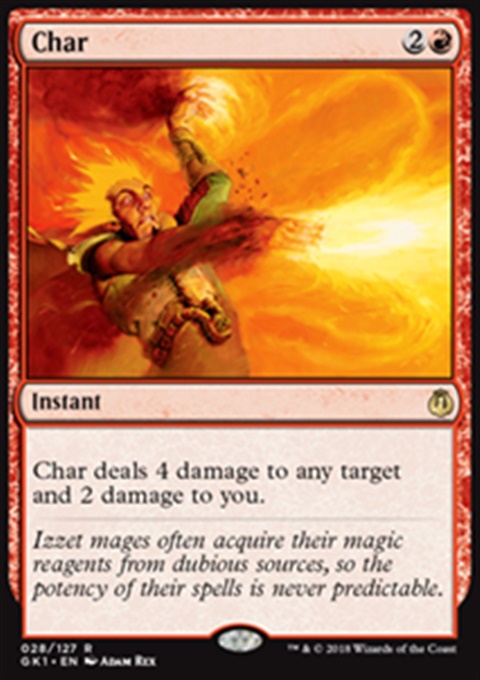 Char 2
Instant
Char deals 4 damage to any target
and 2 damage to you.
Izzet mages often acquire their magic
reagents from dubious sources, so the
potency of their spells is never predictable.
028/127 R ™ & © 2018 Wizards of the Coast
GK1 • EN Adam Rex